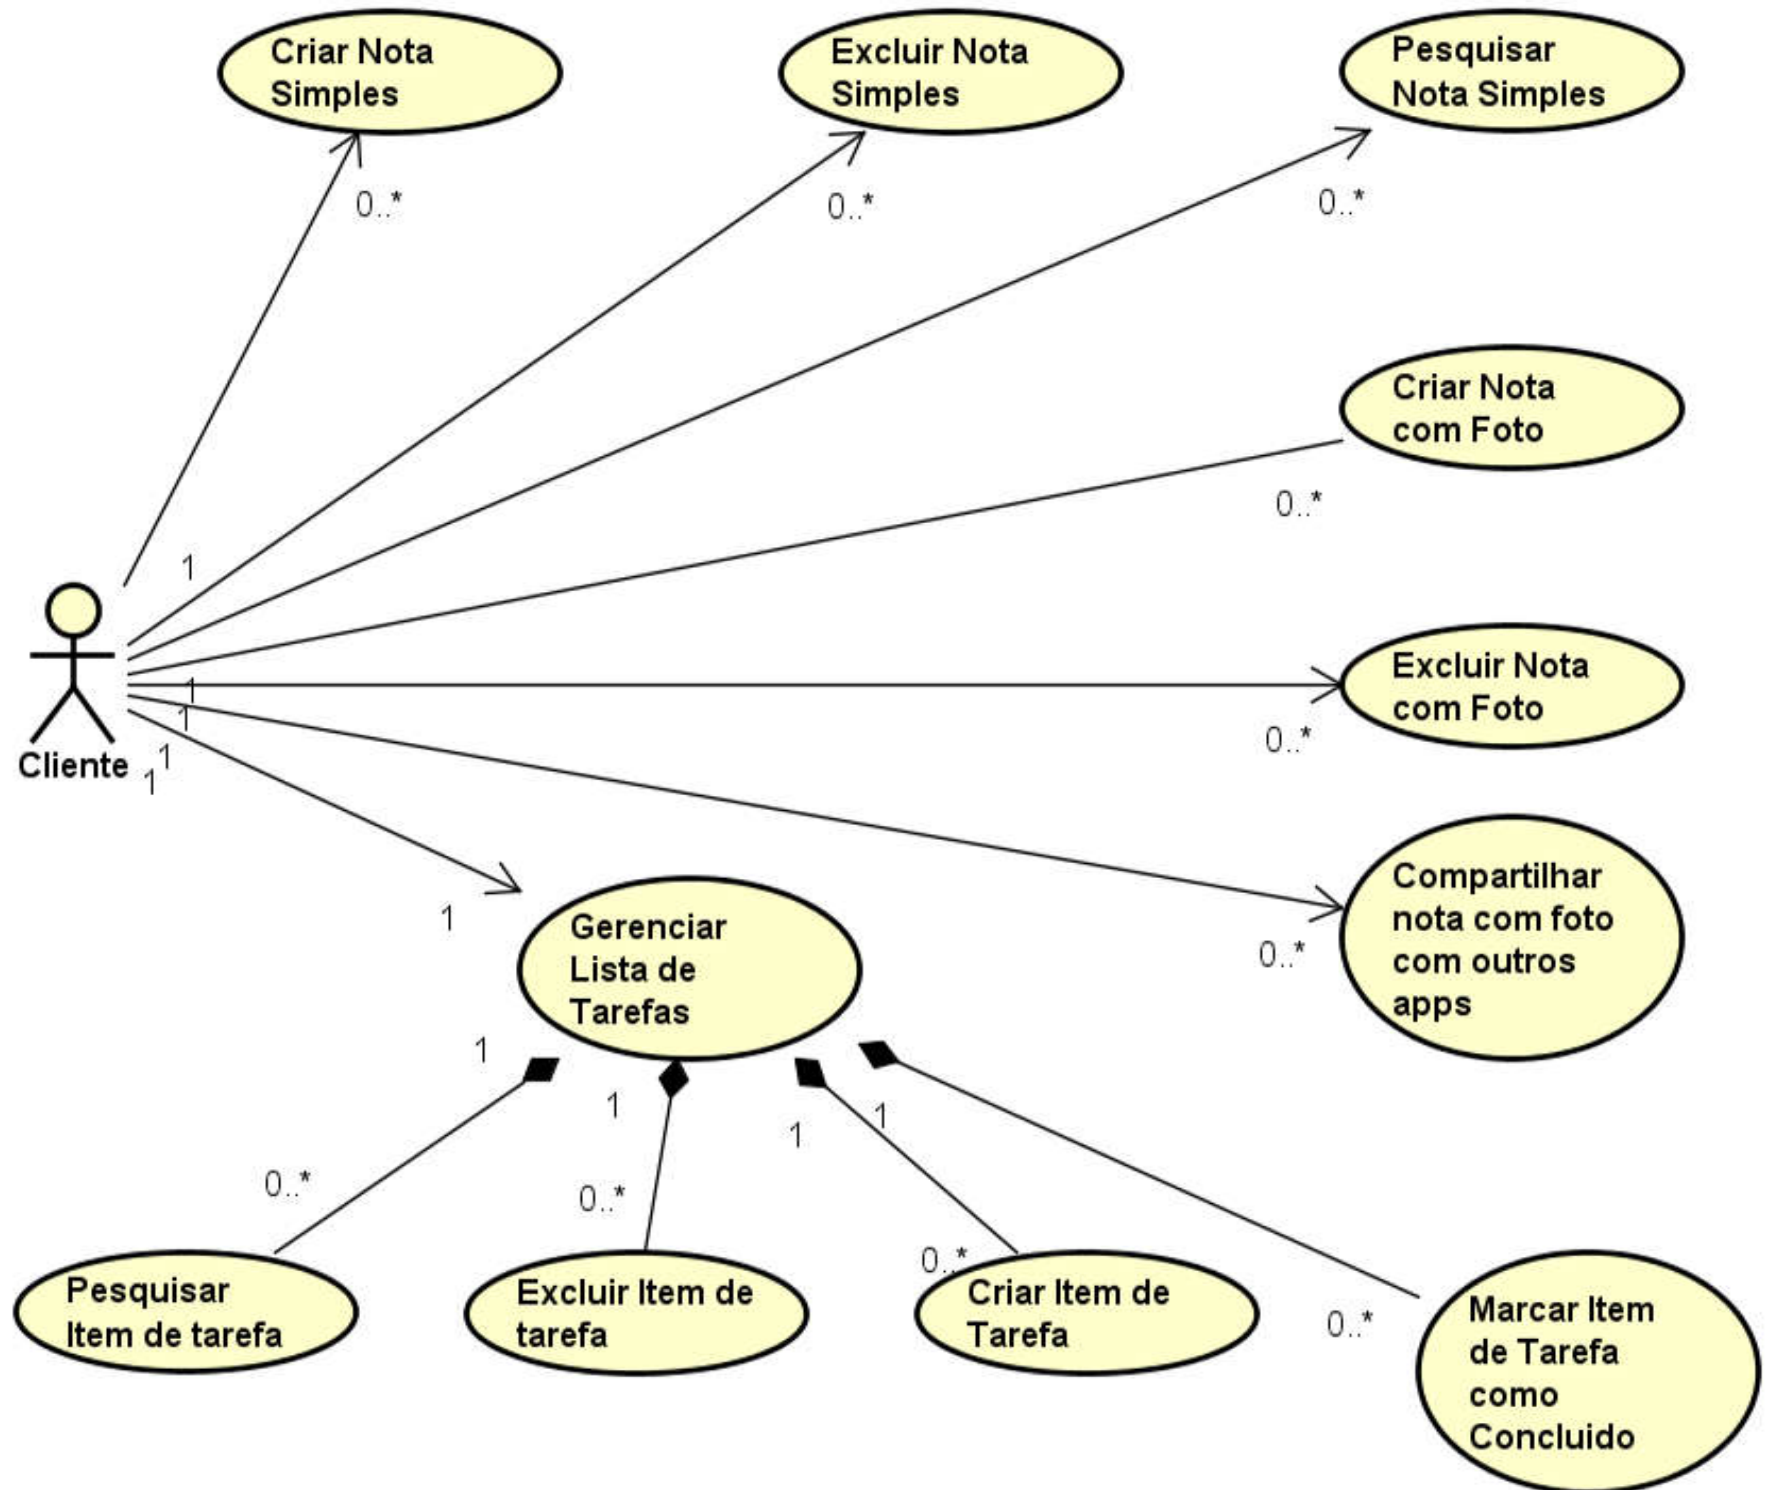 Criar Nota
Simples
Excluir Nota
Simples
Pesquisar
Nota Simples
0..*
0..*
0..*
Criar Nota
com Foto
0..*
1
Excluir Nota
com Foto
0..*
1
1
1
1
Cliente
Compartilhar
nota com foto
com outros
apps
0..*
1
Gerenciar
Lista de
Tarefas
1
1
1
1
0..*
0..*
0..*
0..*
Pesquisar
Item de tarefa
Excluir Item de
tarefa
Criar Item de
Tarefa
Marcar Item
de Tarefa
como
Concluido